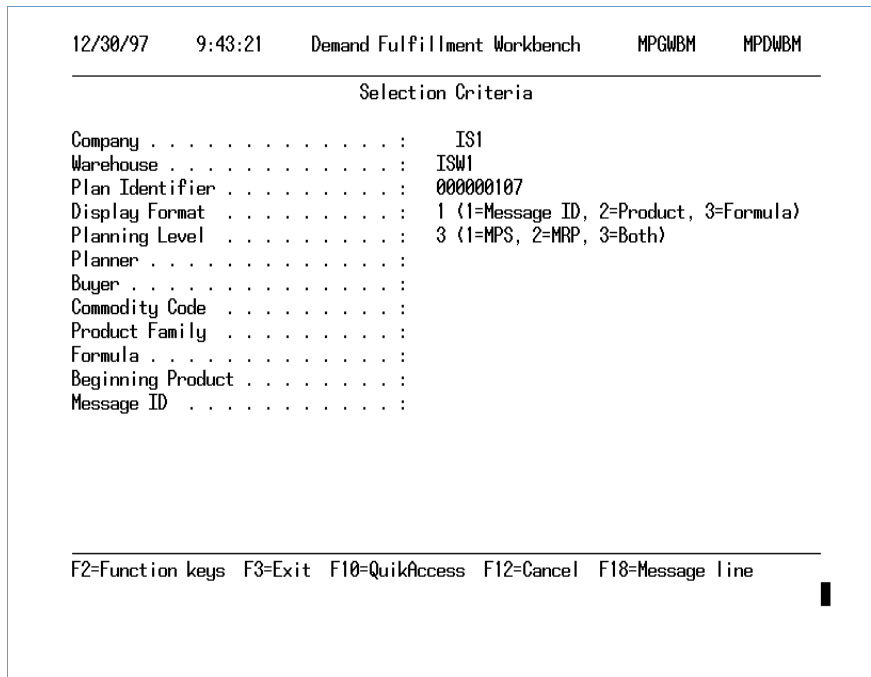 12/30/97 9:43:21 Demand Fulfillment Workbench MPGWBM MPDWBM
Selection Criteria
Company . . . . . . . . . . . . . : IS1
Warehouse . . . . . . . . . . . . : ISW1
Plan Identifier . . . . . . . . . : 000000107
Display Format . . . . . . . . . : 1 (1=Message ID, 2=Product, 3=Formula)
Planning Level . . . . . . . . . : 3 (1=MPS, 2=MRP, 3=Both)
Planner . . . . . . . . . . . . . :
Buyer . . . . . . . . . . . . . . :
Commodity Code . . . . . . . . . :
Product Family . . . . . . . . . :
Formula . . . . . . . . . . . . . :
Beginning Product . . . . . . . . :
Message ID . . . . . . . . . . . :
F2=Function keys F3=Exit F10=QuikAccess F12=Cancel F18=Message line